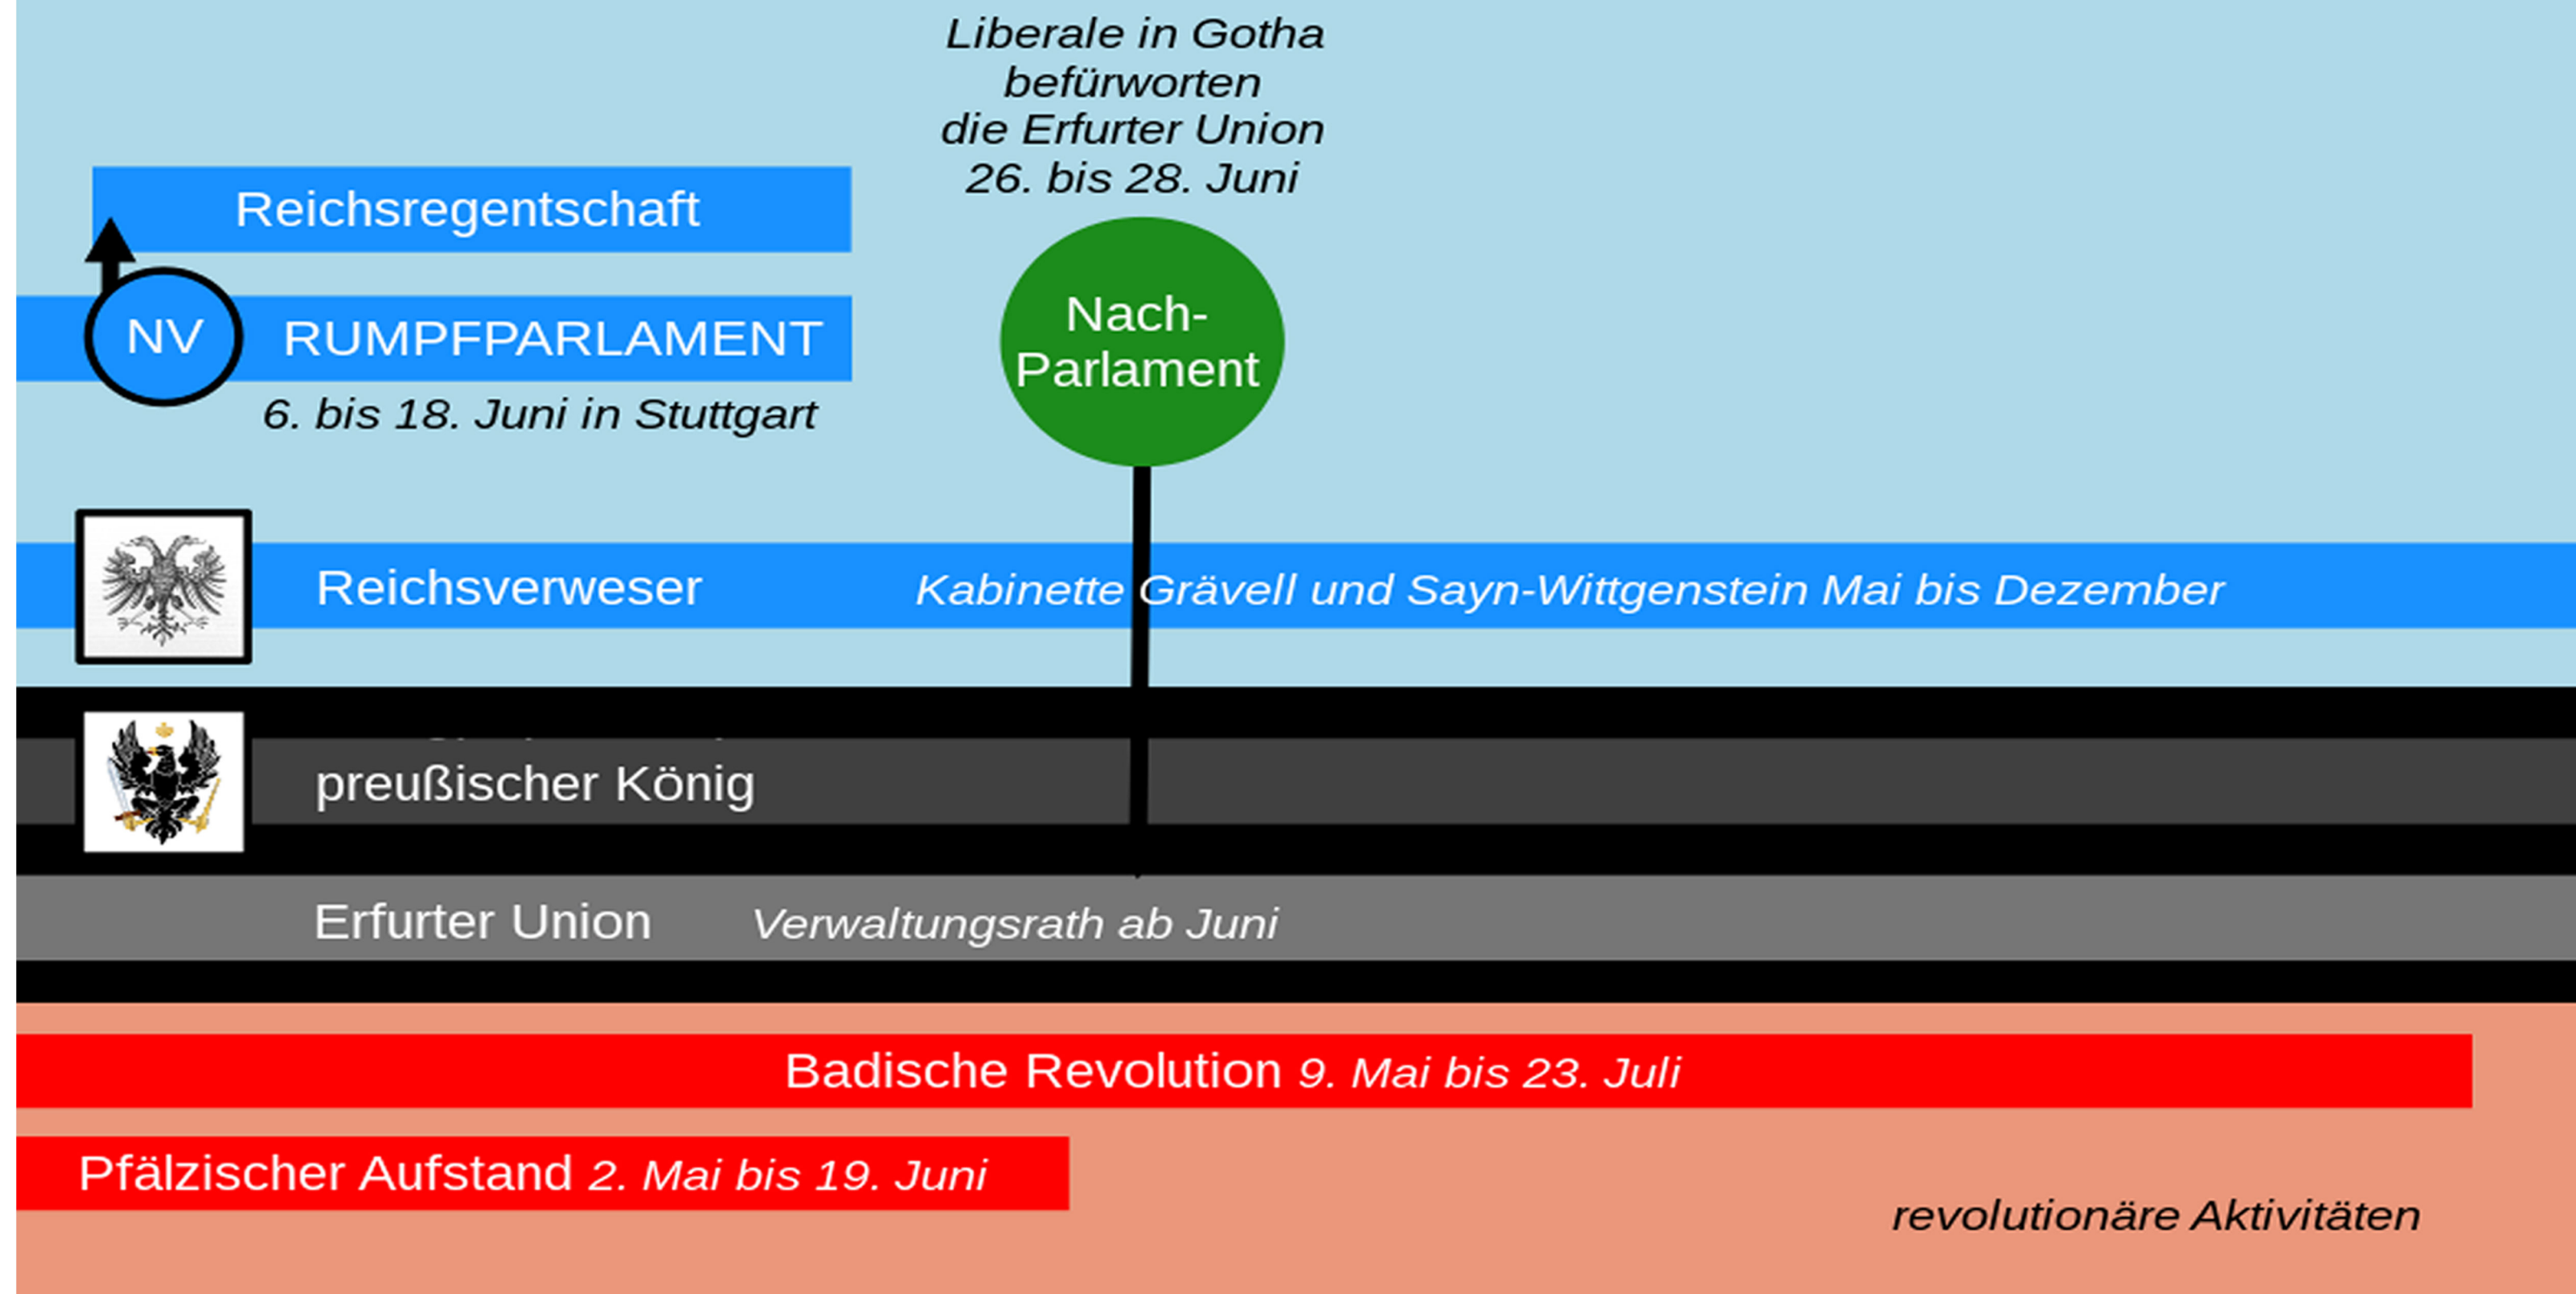 Liberale in Gotha
befürworten
die Erfurter Union
26. bis 28. Juni
Reichsregentschaft
NV
RUMPFPARLAMENT
6. bis 18. Juni in Stuttgart
Nach-
Parlament
Reichsverweser
Kabinette Grävell und Sayn-Wittgenstein Mai bis Dezember
preußischer König
Erfurter Union
Verwaltungsrath ab Juni
Badische Revolution 9. Mai bis 23. Juli
Pfälzischer Aufstand 2. Mai bis 19. Juni
revolutionäre Aktivitäten